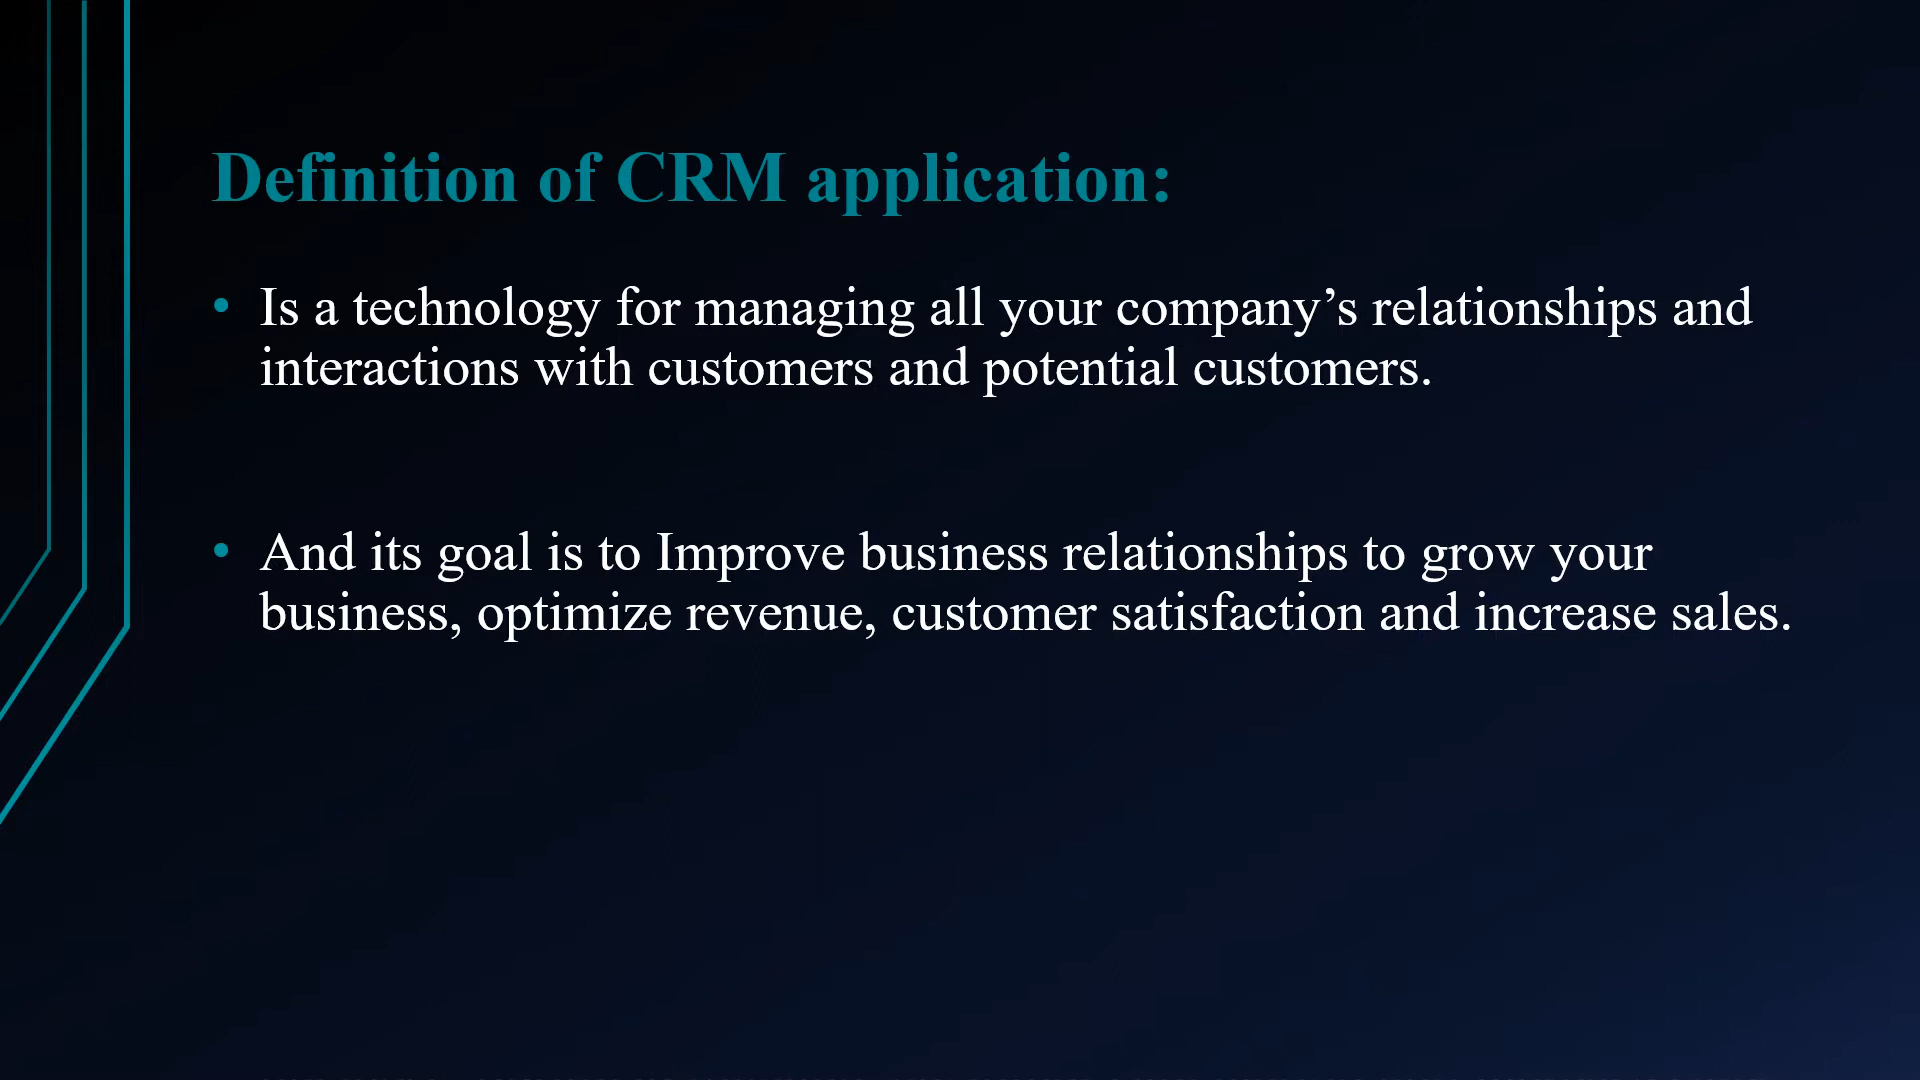 Definition of CRM application:
• Is a technology for managing all your company’s relationships and
interactions with customers and potential customers.
• And its goal is to Improve business relationships to grow your
business, optimize revenue, customer satisfaction and increase sales.